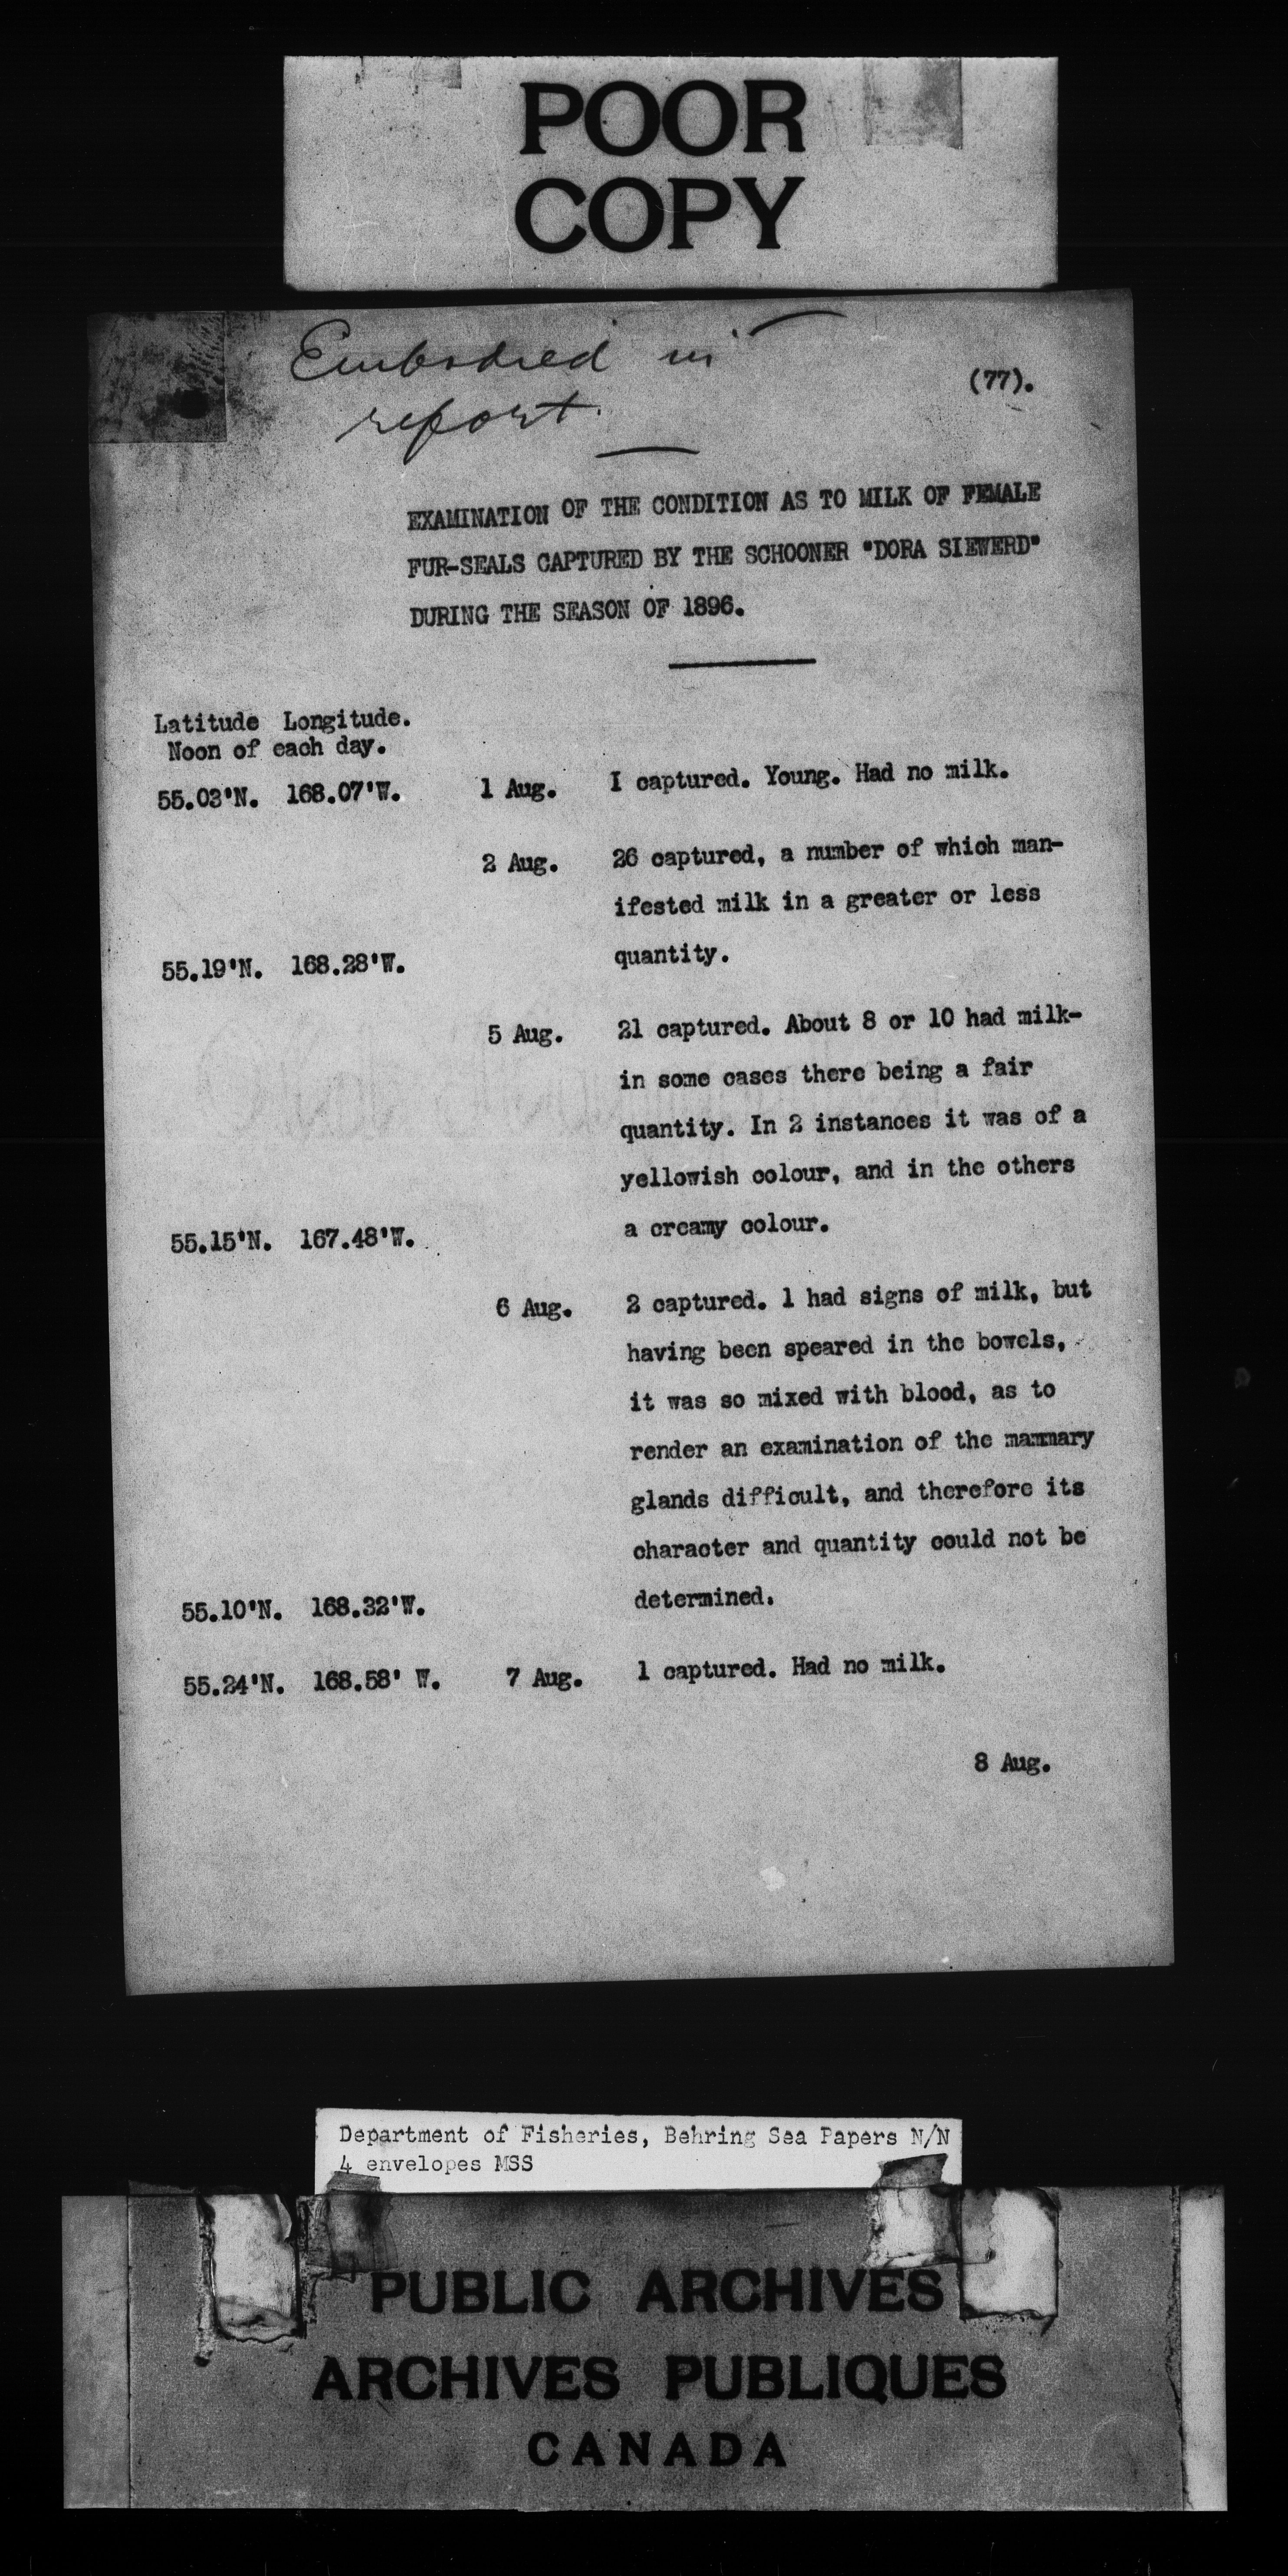 POOR
COPY
Embodied in
report.
(77).
EXAMINATION OF THE CONDITION AS TO MILK OF FEMALE
FUR-SEALS CAPTURED BY THE SCHOONER "DORA SIEWERD"
DURING THE SEASON OF 1896.
Latitude Longitude.
Noon of each day.
55.03'N. 168.07'W. 1 Aug. I captured. Young. Had no milk.
2 Aug. 26 captured, a number of which man-
ifested milk in a greater or less
55.19'N. 168.28'W. quantity.
5 Aug. 21 captured. About 8 or 10 had milk-
in some cases there being a fair
quantity. In 2 instances it was of a
yellowish colour, and in the others
55.15'N. 167.48'W. a creamy colour.
6 Aug. 2 captured. 1 had signs of milk, but
having been speared in the bowels,
it was so mixed with blood, as to
render an examination of the mammary
glands difficult, and therefore its
character and quantity could not be
55.10'N. 168.32'W. determined.
55.24'N. 168.58' W. 7 Aug. 1 captured. Had no milk.
8 Aug.
Department of Fisheries, Behring Sea Papers N/N
4 envelopes MSS
PUBLIC ARCHIVES
ARCHIVES PUBLIQUES
CANADA